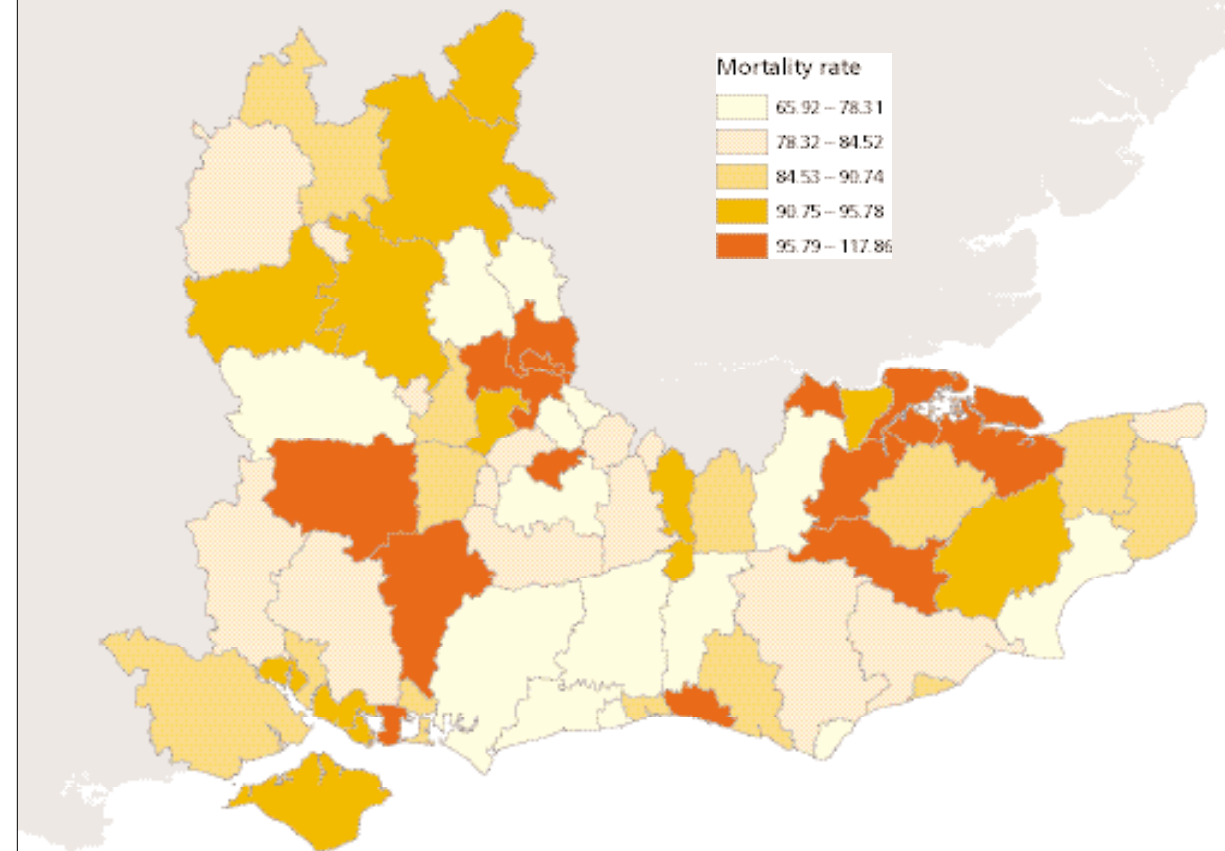 Mortality rate
65.92 – 78.31
78.32 – 84.52
84.53 – 90.74
90.75 – 95.78
95.79 – 117.86